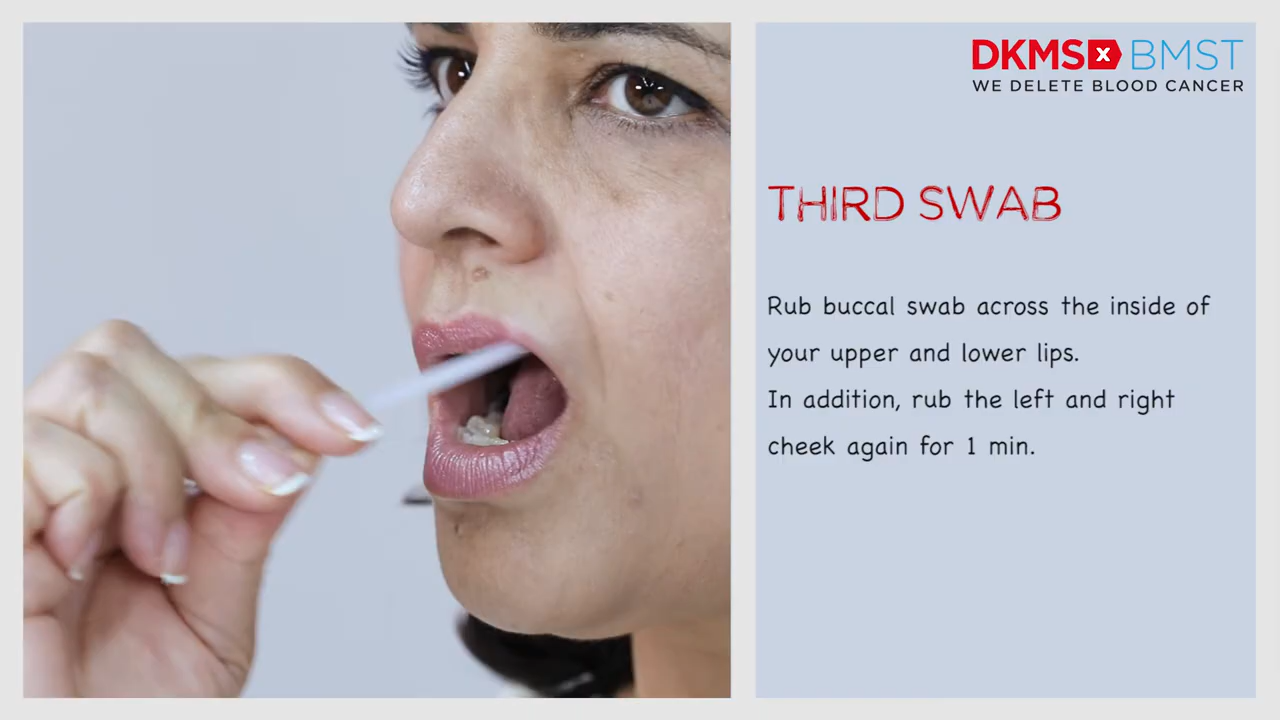 DKMS x BMST
WE DELETE BLOOD CANCER
THIRD SWAB
Rub buccal swab across the inside of
your upper and lower lips.
In addition, rub the left and right
cheek again for 1 min.